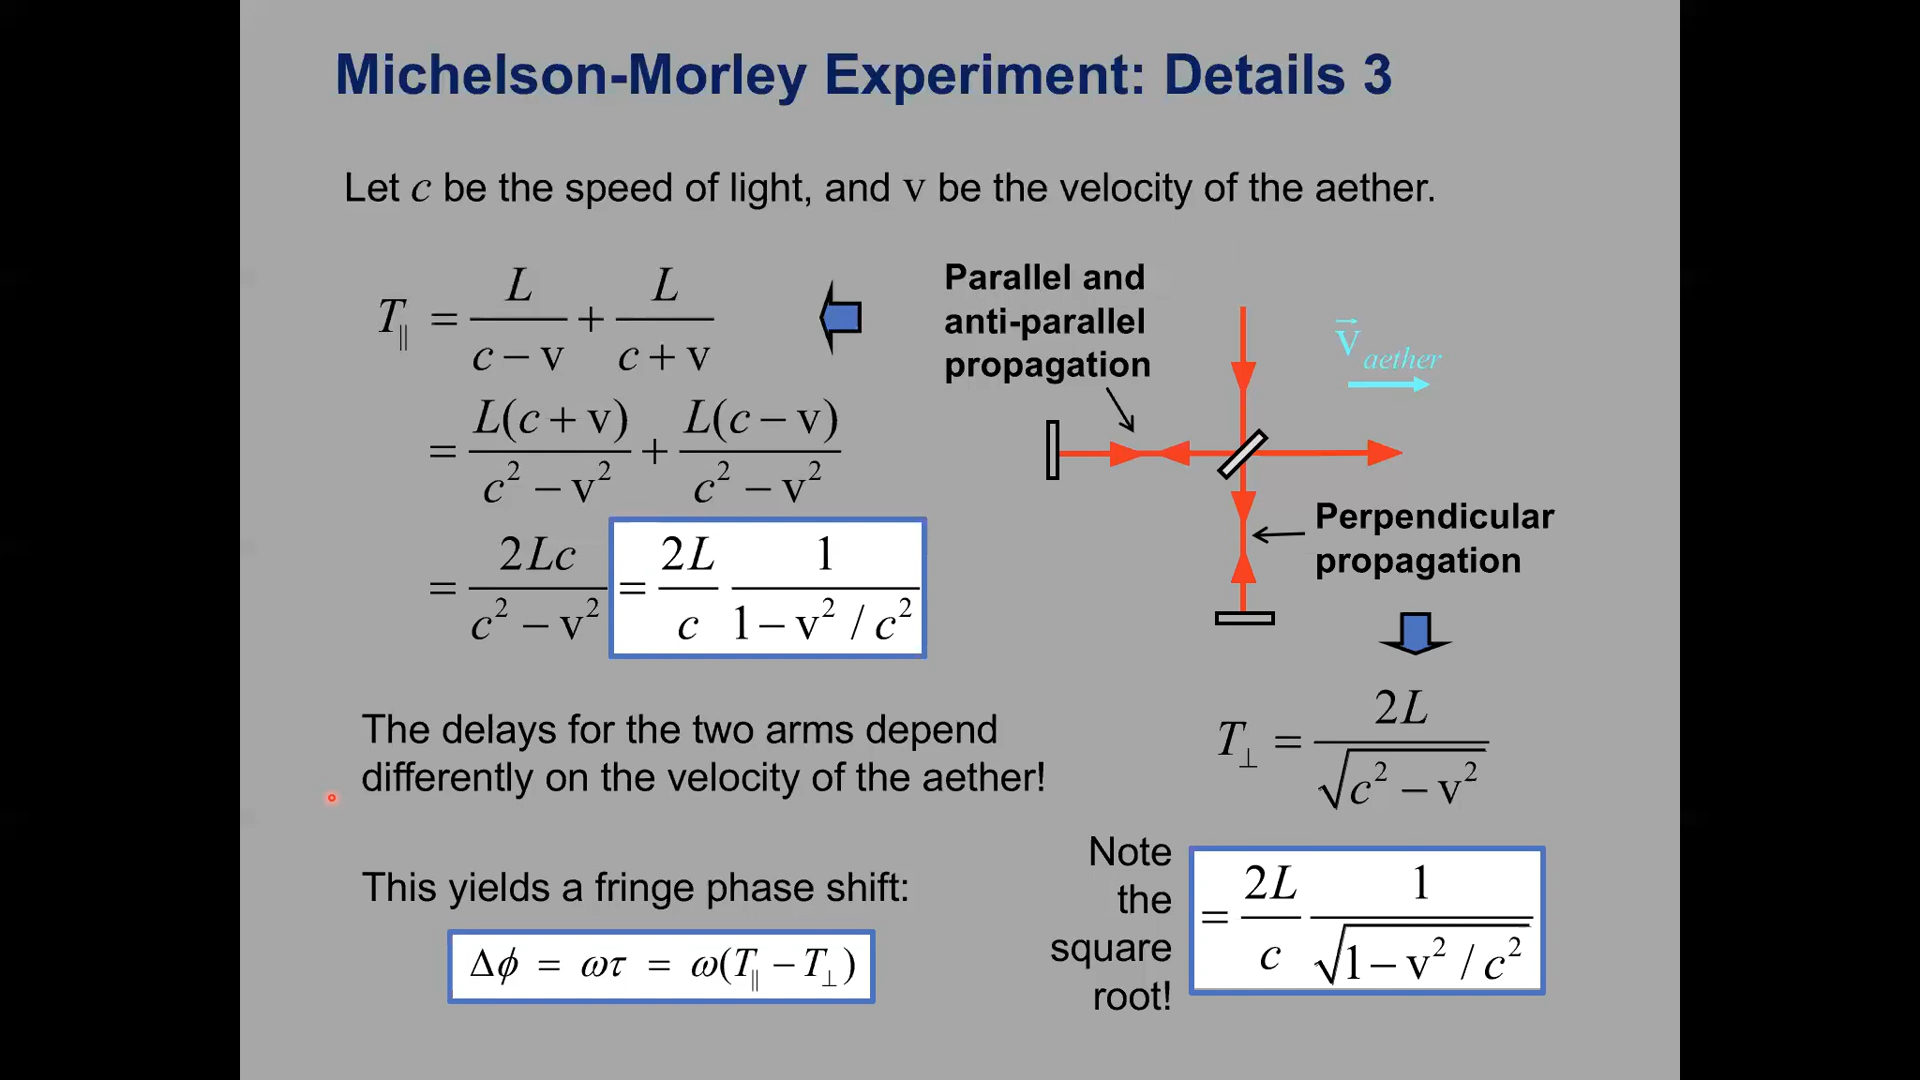 Michelson-Morley Experiment: Details 3
Let c be the speed of light, and v be the velocity of the aether.
T∥ = L/(c − v) + L/(c + v)
= L(c + v)/(c² − v²) + L(c − v)/(c² − v²)
= 2Lc/(c² − v²) = 2L/c 1/(1 − v² / c²)
Parallel and
anti-parallel
propagation
v⃗ aether
Perpendicular
propagation
T⊥ = 2L/√(c² − v²)
= 2L/c 1/√(1 − v² / c²)
Note
the
square
root!
The delays for the two arms depend
differently on the velocity of the aether!
This yields a fringe phase shift:
Δϕ = ωτ = ω(T∥ − T⊥)